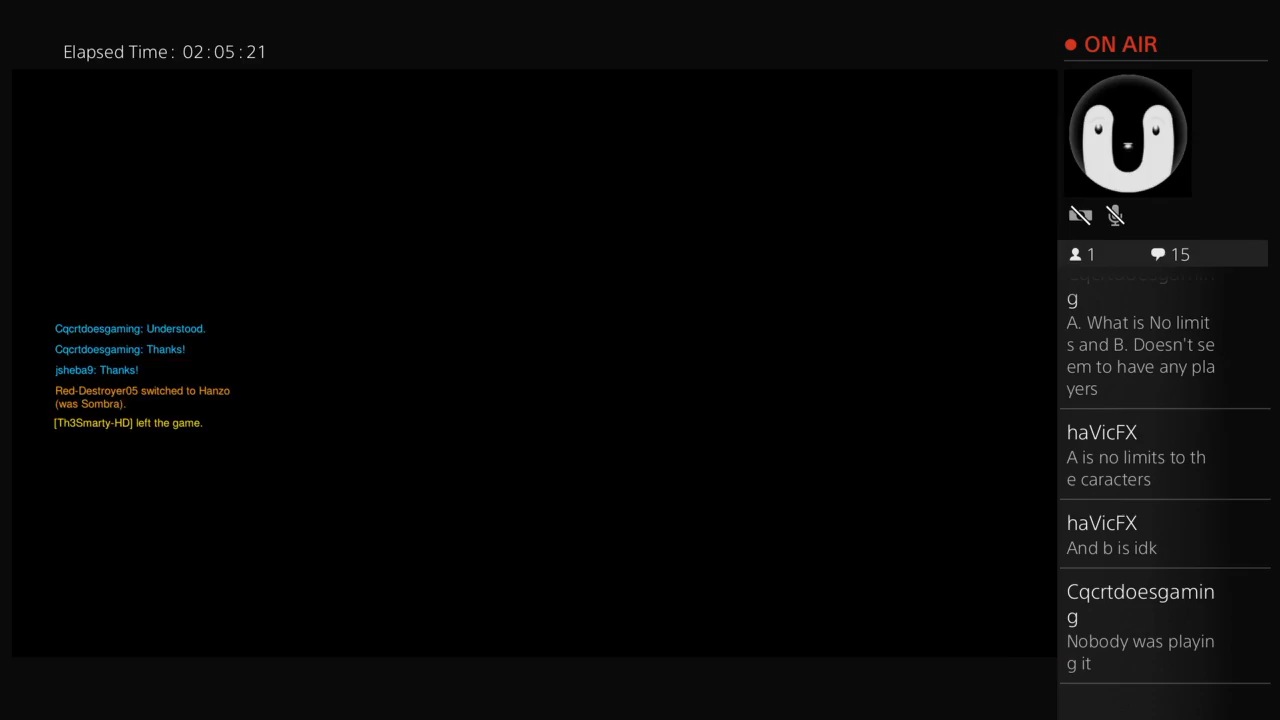 Elapsed Time: 02:05:21
ON AIR
1 15
Cqcrtdoesgaming: Understood.
Cqcrtdoesgaming: Thanks!
jsheba9: Thanks!
Red-Destroyer05 switched to Hanzo
(was Sombra).
[Th3Smarty-HD] left the game.
g
A. What is No limit
s and B. Doesn't se
em to have any pla
yers
haVicFX
A is no limits to th
e caracters
haVicFX
And b is idk
Cqcrtdoesgamin
g
Nobody was playin
g it